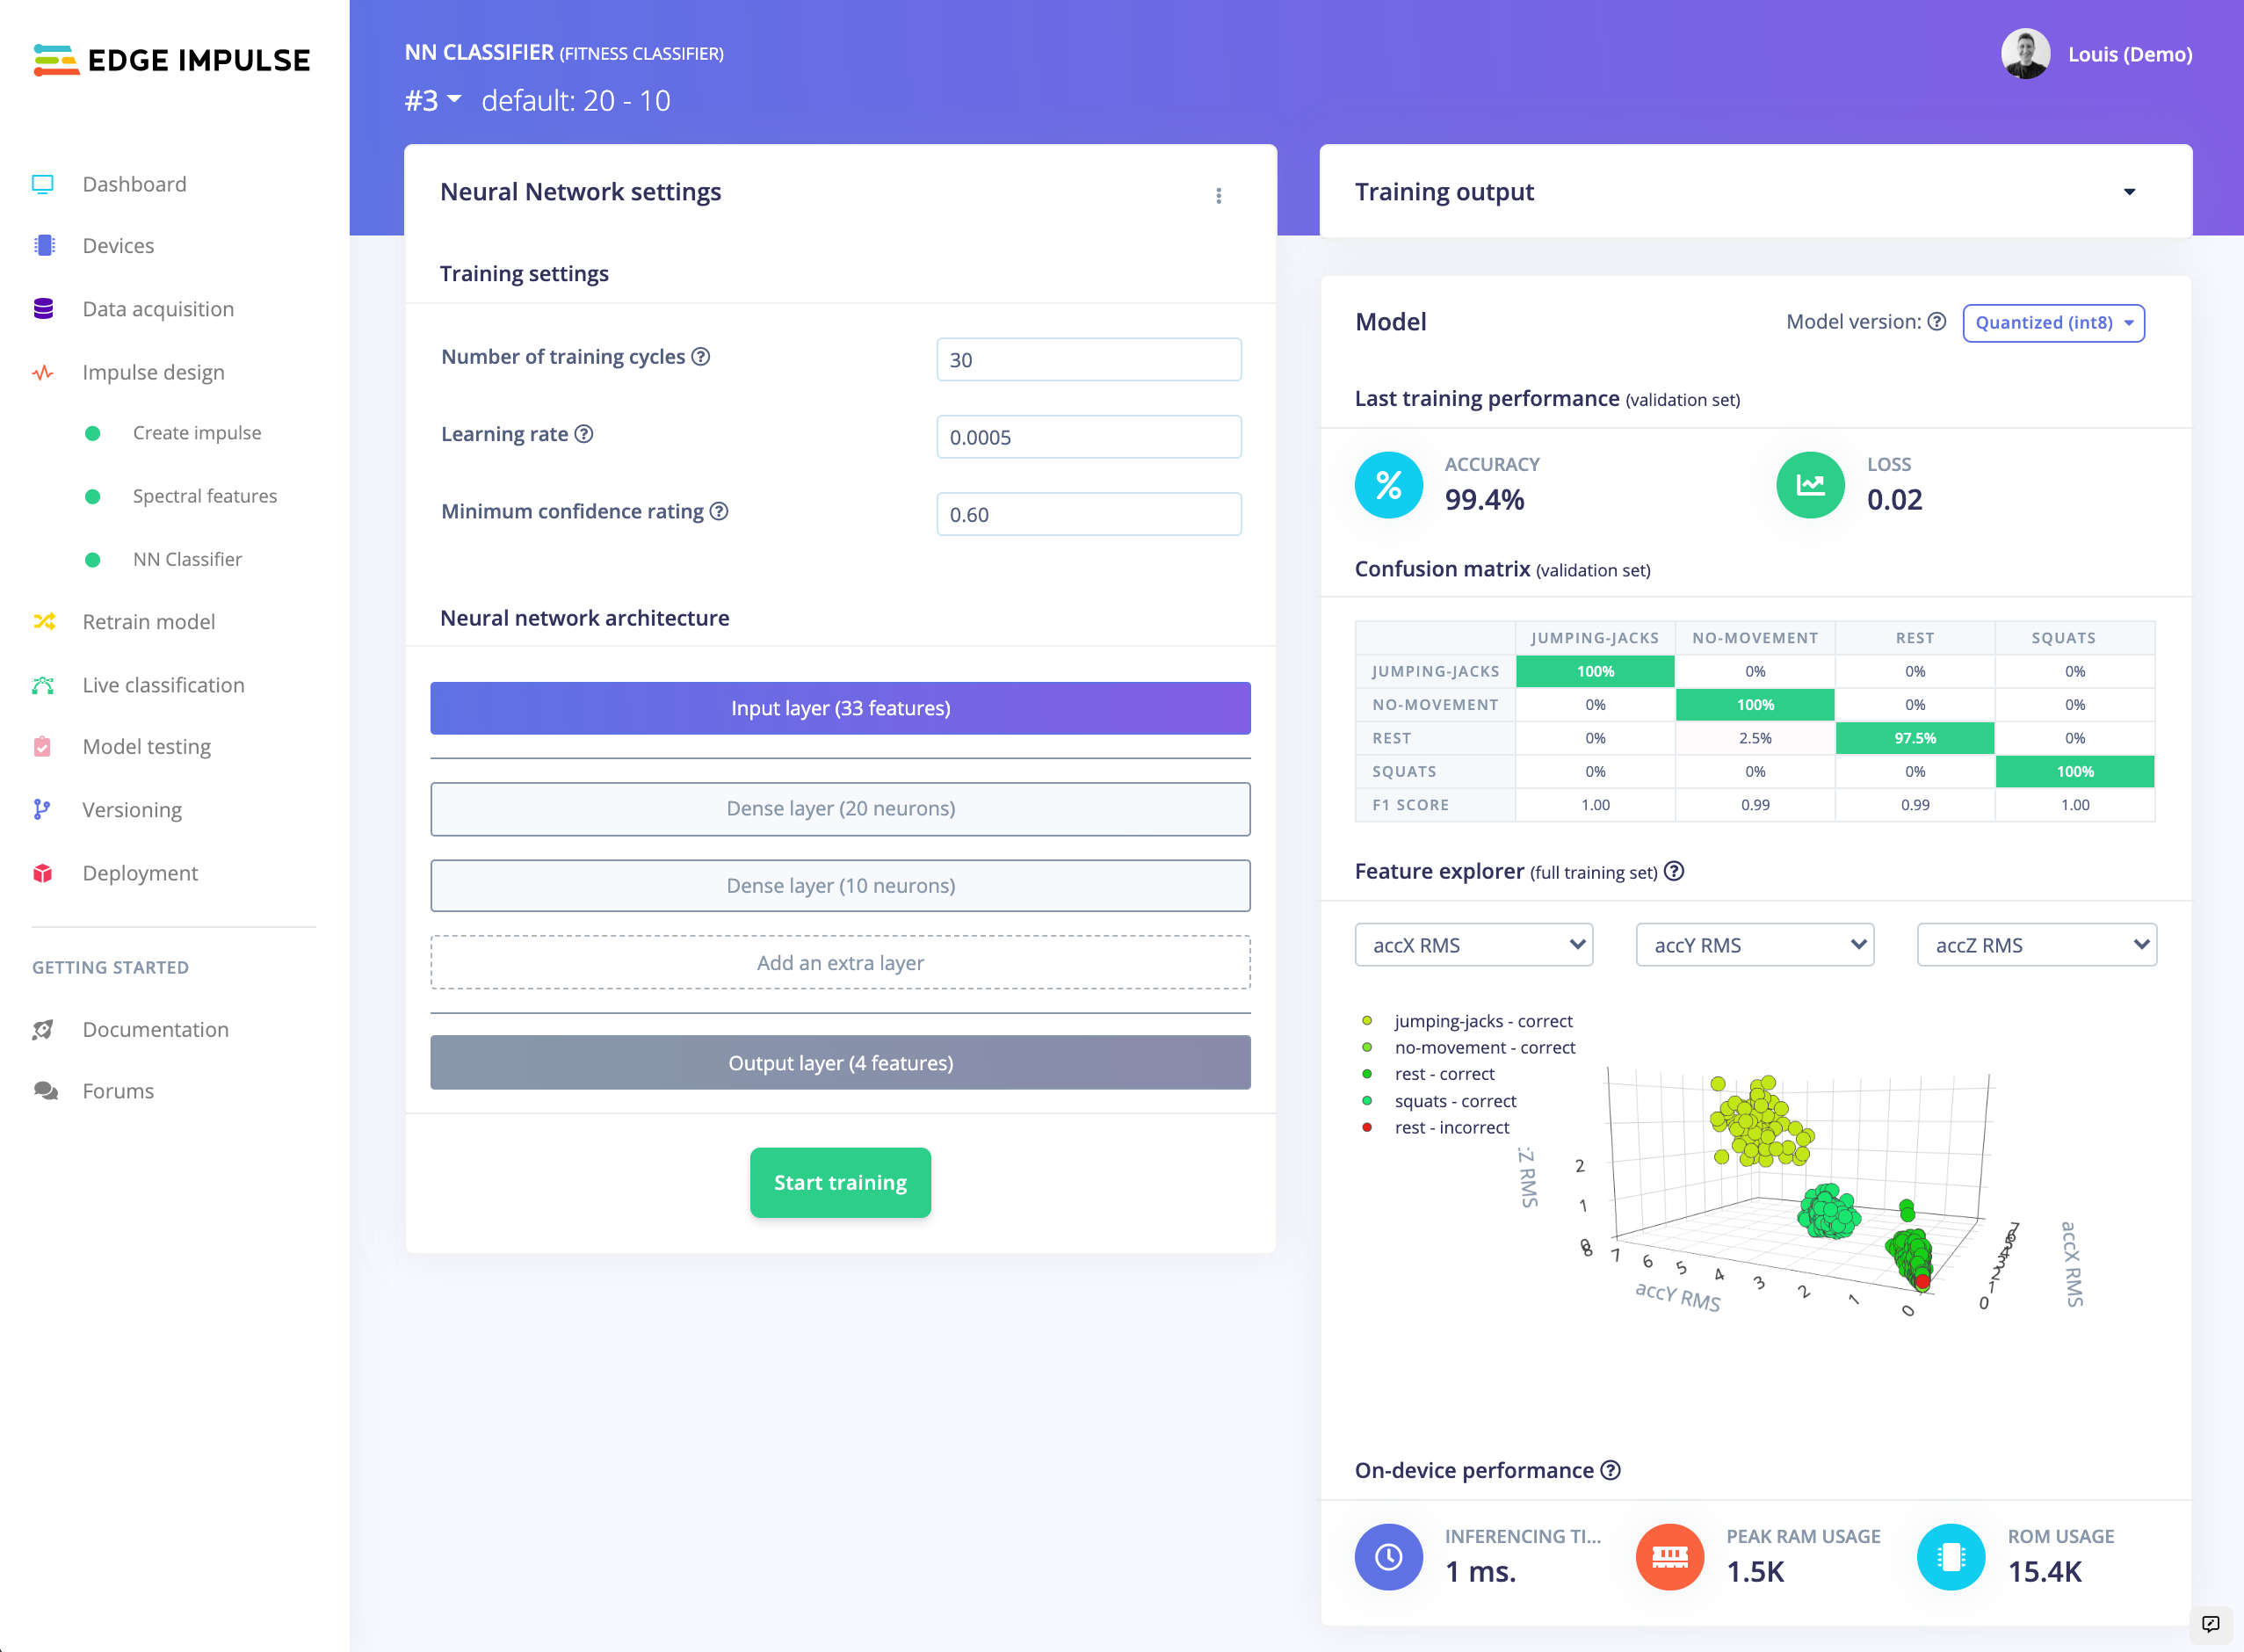 EDGE IMPULSE
Dashboard
Devices
Data acquisition
Impulse design
Create impulse
Spectral features
NN Classifier
Retrain model
Live classification
Model testing
Versioning
Deployment
GETTING STARTED
Documentation
Forums
NN CLASSIFIER (FITNESS CLASSIFIER)
#3 default: 20 - 10
Louis (Demo)
Neural Network settings
Training settings
Number of training cycles ? 30
Learning rate ? 0.0005
Minimum confidence rating ? 0.60
Neural network architecture
Input layer (33 features)
Dense layer (20 neurons)
Dense layer (10 neurons)
Add an extra layer
Output layer (4 features)
Start training
Training output
Model
Model version: ? Quantized (int8)
Last training performance (validation set)
% ACCURACY
99.4%
LOSS
0.02
Confusion matrix (validation set)
JUMPING-JACKS NO-MOVEMENT REST SQUATS
JUMPING-JACKS 100% 0% 0% 0%
NO-MOVEMENT 0% 100% 0% 0%
REST 0% 2.5% 97.5% 0%
SQUATS 0% 0% 0% 100%
F1 SCORE 1.00 0.99 0.99 1.00
Feature explorer (full training set) ?
accX RMS accY RMS accZ RMS
jumping-jacks - correct
no-movement - correct
rest - correct
squats - correct
rest - incorrect
:Z RMS
2
1
0
8 7 6 5 4 3 2 1 0
accY RMS
7
6
5
4
3
2
1
0
accX RMS
On-device performance ?
INFERENCING TI...
1 ms.
PEAK RAM USAGE
1.5K
ROM USAGE
15.4K